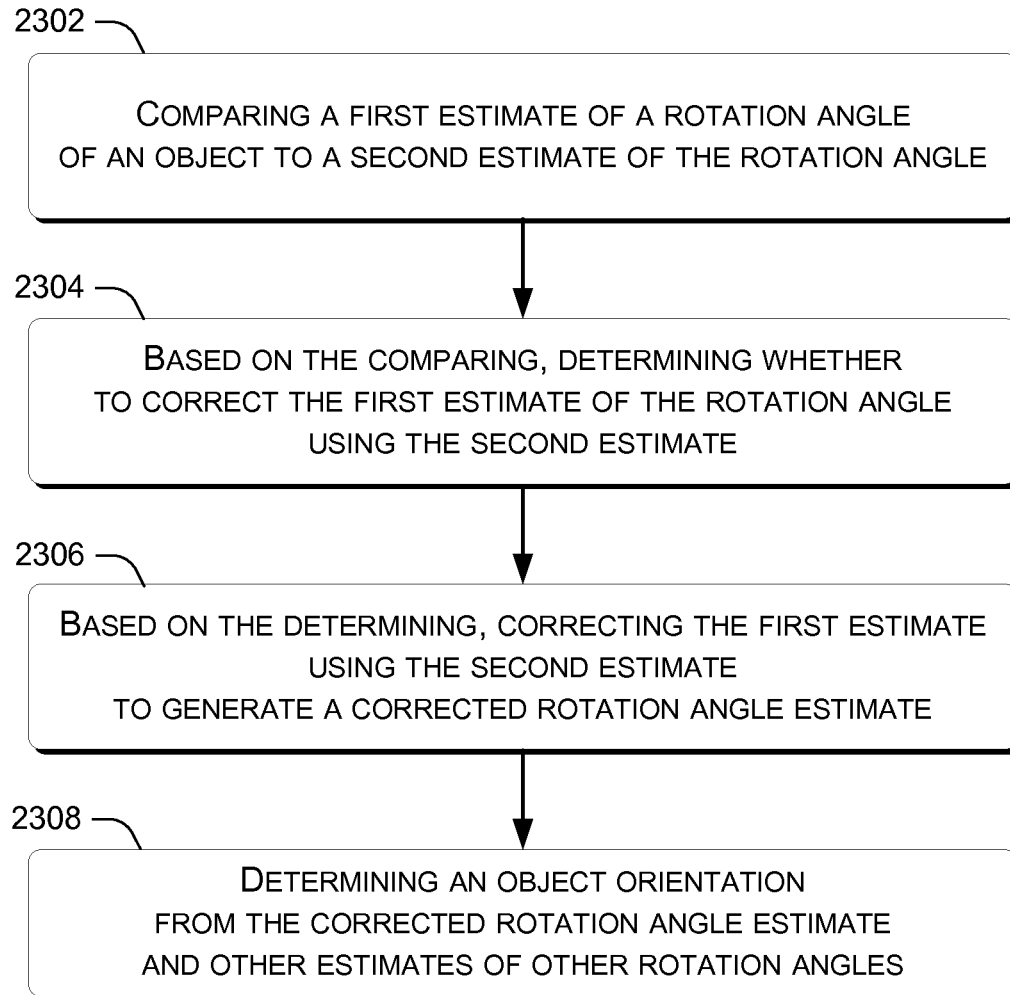 2302
COMPARING A FIRST ESTIMATE OF A ROTATION ANGLE
OF AN OBJECT TO A SECOND ESTIMATE OF THE ROTATION ANGLE
2304
BASED ON THE COMPARING, DETERMINING WHETHER
TO CORRECT THE FIRST ESTIMATE OF THE ROTATION ANGLE
USING THE SECOND ESTIMATE
2306
BASED ON THE DETERMINING, CORRECTING THE FIRST ESTIMATE
USING THE SECOND ESTIMATE
TO GENERATE A CORRECTED ROTATION ANGLE ESTIMATE
2308
DETERMINING AN OBJECT ORIENTATION
FROM THE CORRECTED ROTATION ANGLE ESTIMATE
AND OTHER ESTIMATES OF OTHER ROTATION ANGLES